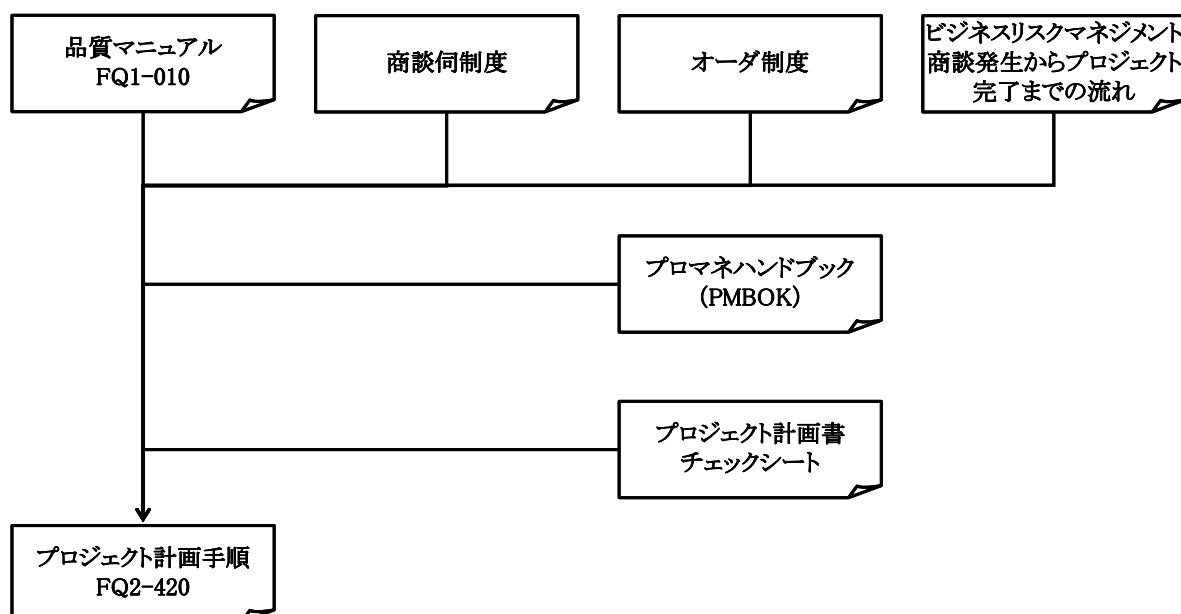 品質マニュアル
FQ1-010
商談伺制度
オーダ制度
ビジネスリスクマネジメント
商談発生からプロジェクト
完了までの流れ
プロマネハンドブック
(PMBOK)
プロジェクト計画書
チェックシート
プロジェクト計画手順
FQ2-420